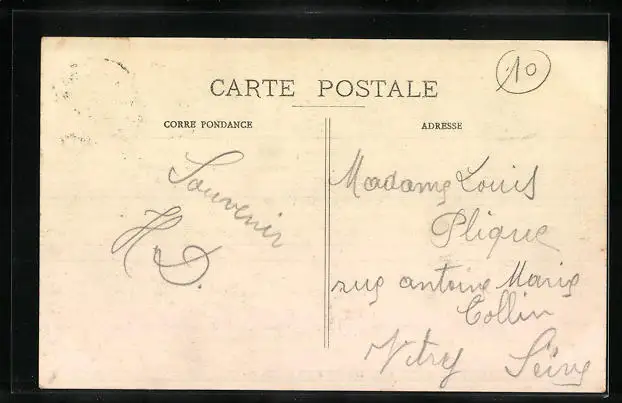 10
CARTE POSTALE
CORRE PONDANCE
ADRESSE
Souvenir
H D.
Madame Louis
Plique
rue antoine Marie
Collin
Vitry Seine